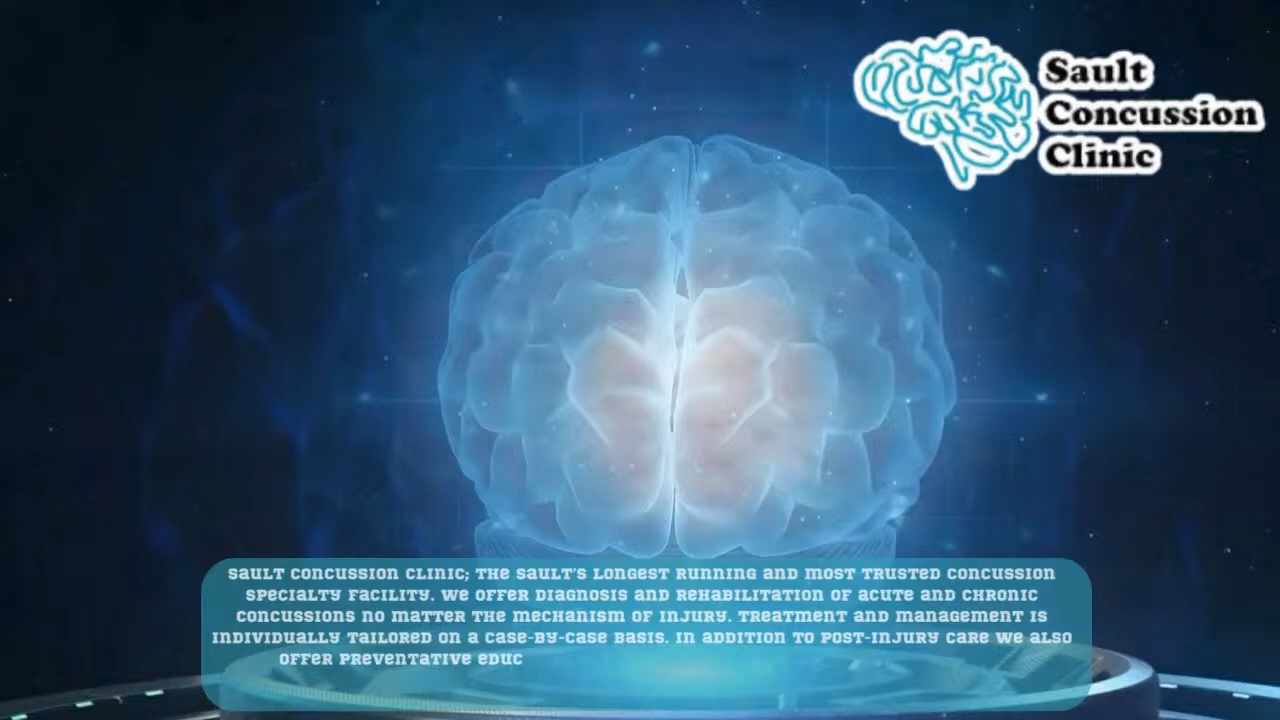 Sault
Concussion
Clinic
SAULT CONCUSSION CLINIC; THE SAULT'S LONGEST RUNNING AND MOST TRUSTED CONCUSSION
SPECIALTY FACILITY. WE OFFER DIAGNOSIS AND REHABILITATION OF ACUTE AND CHRONIC
CONCUSSIONS NO MATTER THE MECHANISM OF INJURY. TREATMENT AND MANAGEMENT IS
INDIVIDUALLY TAILORED ON A CASE-BY-CASE BASIS. IN ADDITION TO POST-INJURY CARE WE ALSO
OFFER PREVENTATIVE EDUC